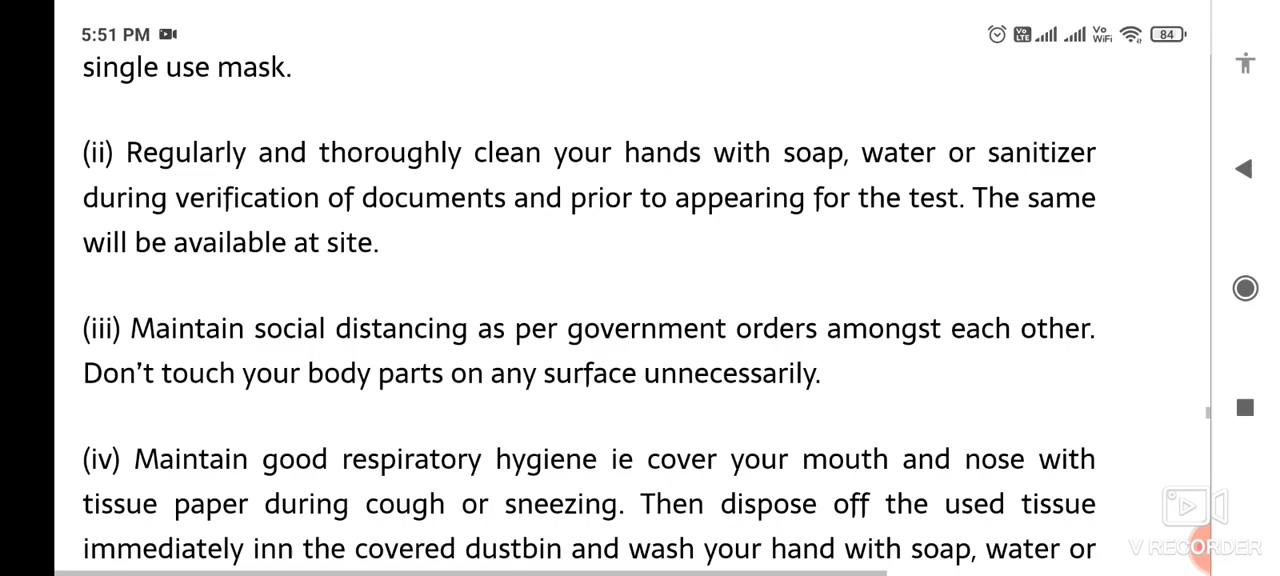 5:51 PM
Vo LTE Vo WiFi 84
single use mask.
(ii) Regularly and thoroughly clean your hands with soap, water or sanitizer
during verification of documents and prior to appearing for the test. The same
will be available at site.
(iii) Maintain social distancing as per government orders amongst each other.
Don’t touch your body parts on any surface unnecessarily.
(iv) Maintain good respiratory hygiene ie cover your mouth and nose with
tissue paper during cough or sneezing. Then dispose off the used tissue
immediately inn the covered dustbin and wash your hand with soap, water or
V RECORDER